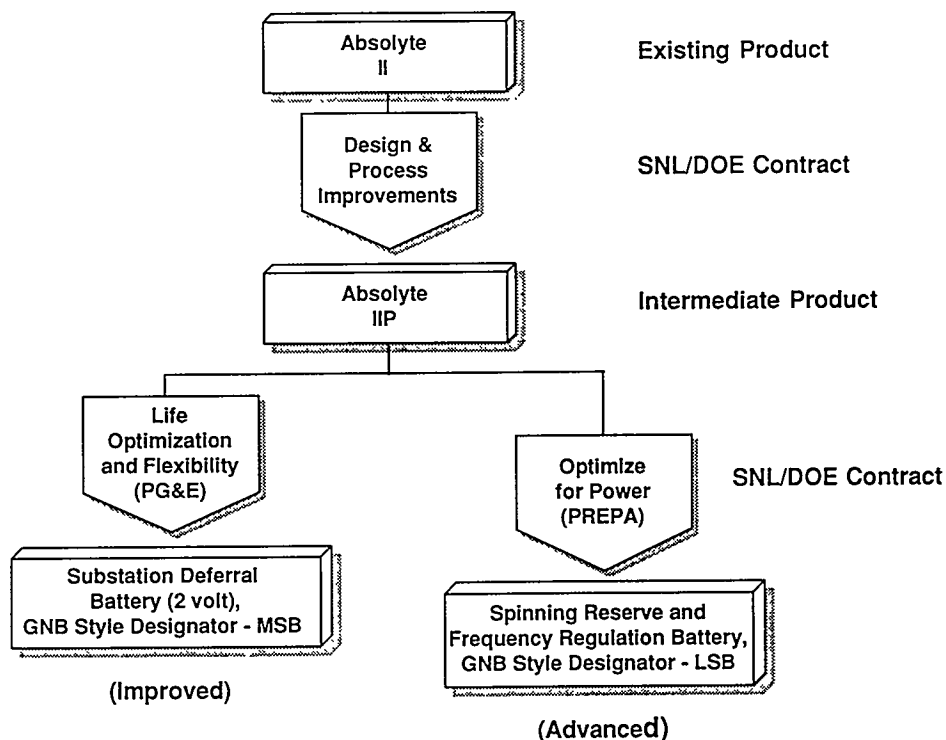 Absolyte
II
Existing Product
Design &
Process
Improvements
SNL/DOE Contract
Absolyte
IIP
Intermediate Product
Life
Optimization
and Flexibility
(PG&E)
Optimize
for Power
(PREPA)
SNL/DOE Contract
Substation Deferral
Battery (2 volt),
GNB Style Designator - MSB
(Improved)
Spinning Reserve and
Frequency Regulation Battery,
GNB Style Designator - LSB
(Advanced)